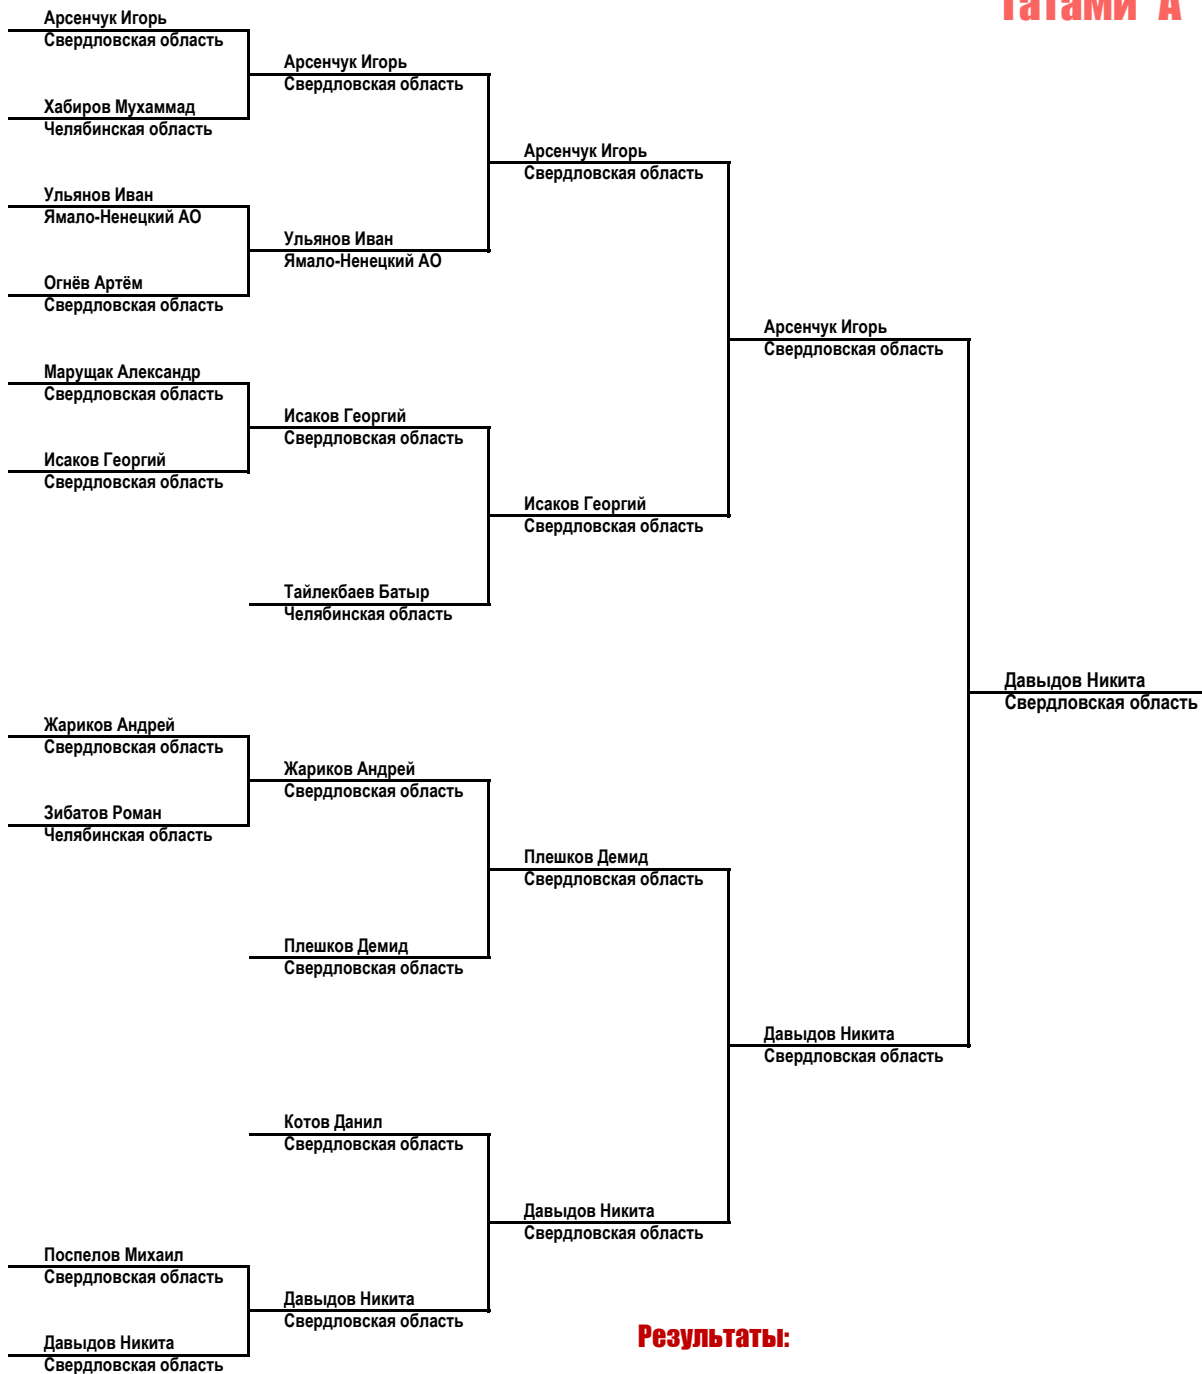 Татами "А"
Арсенчук Игорь
Свердловская область
Арсенчук Игорь
Свердловская область
Хабиров Мухаммад
Челябинская область
Арсенчук Игорь
Свердловская область
Ульянов Иван
Ямало-Ненецкий АО
Ульянов Иван
Ямало-Ненецкий АО
Огнёв Артём
Свердловская область
Арсенчук Игорь
Свердловская область
Марущак Александр
Свердловская область
Исаков Георгий
Свердловская область
Исаков Георгий
Свердловская область
Исаков Георгий
Свердловская область
Тайлекбаев Батыр
Челябинская область
Давыдов Никита
Свердловская область
Жариков Андрей
Свердловская область
Жариков Андрей
Свердловская область
Зибатов Роман
Челябинская область
Плешков Демид
Свердловская область
Плешков Демид
Свердловская область
Давыдов Никита
Свердловская область
Котов Данил
Свердловская область
Давыдов Никита
Свердловская область
Поспелов Михаил
Свердловская область
Давыдов Никита
Свердловская область
Результаты:
Давыдов Никита
Свердловская область